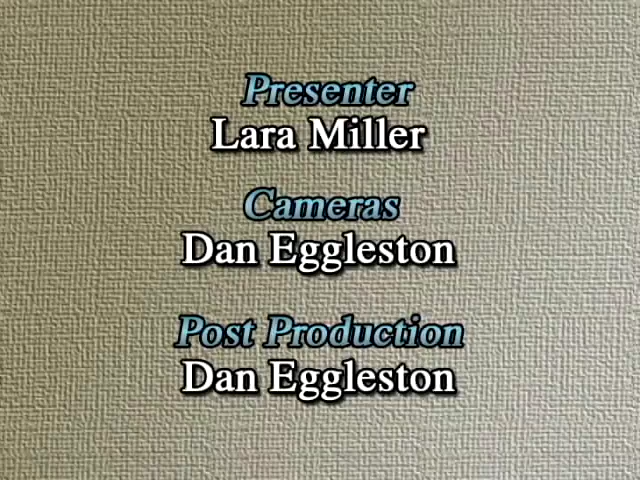 Presenter
Lara Miller
Cameras
Dan Eggleston
Post Production
Dan Eggleston